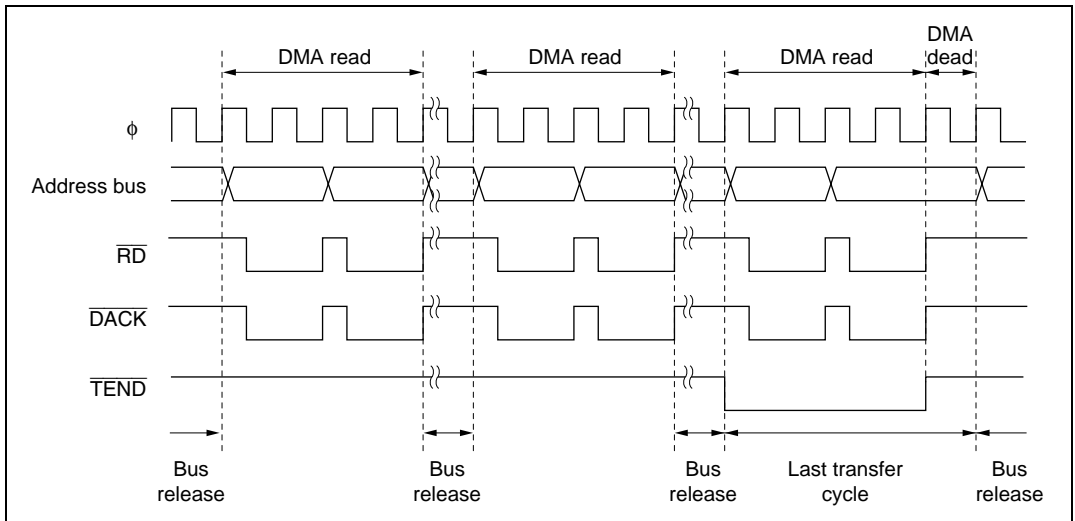 DMA read
DMA read
DMA read
DMA
dead
φ
Address bus
RD
DACK
TEND
Bus
release
Bus
release
Bus
release
Last transfer
cycle
Bus
release